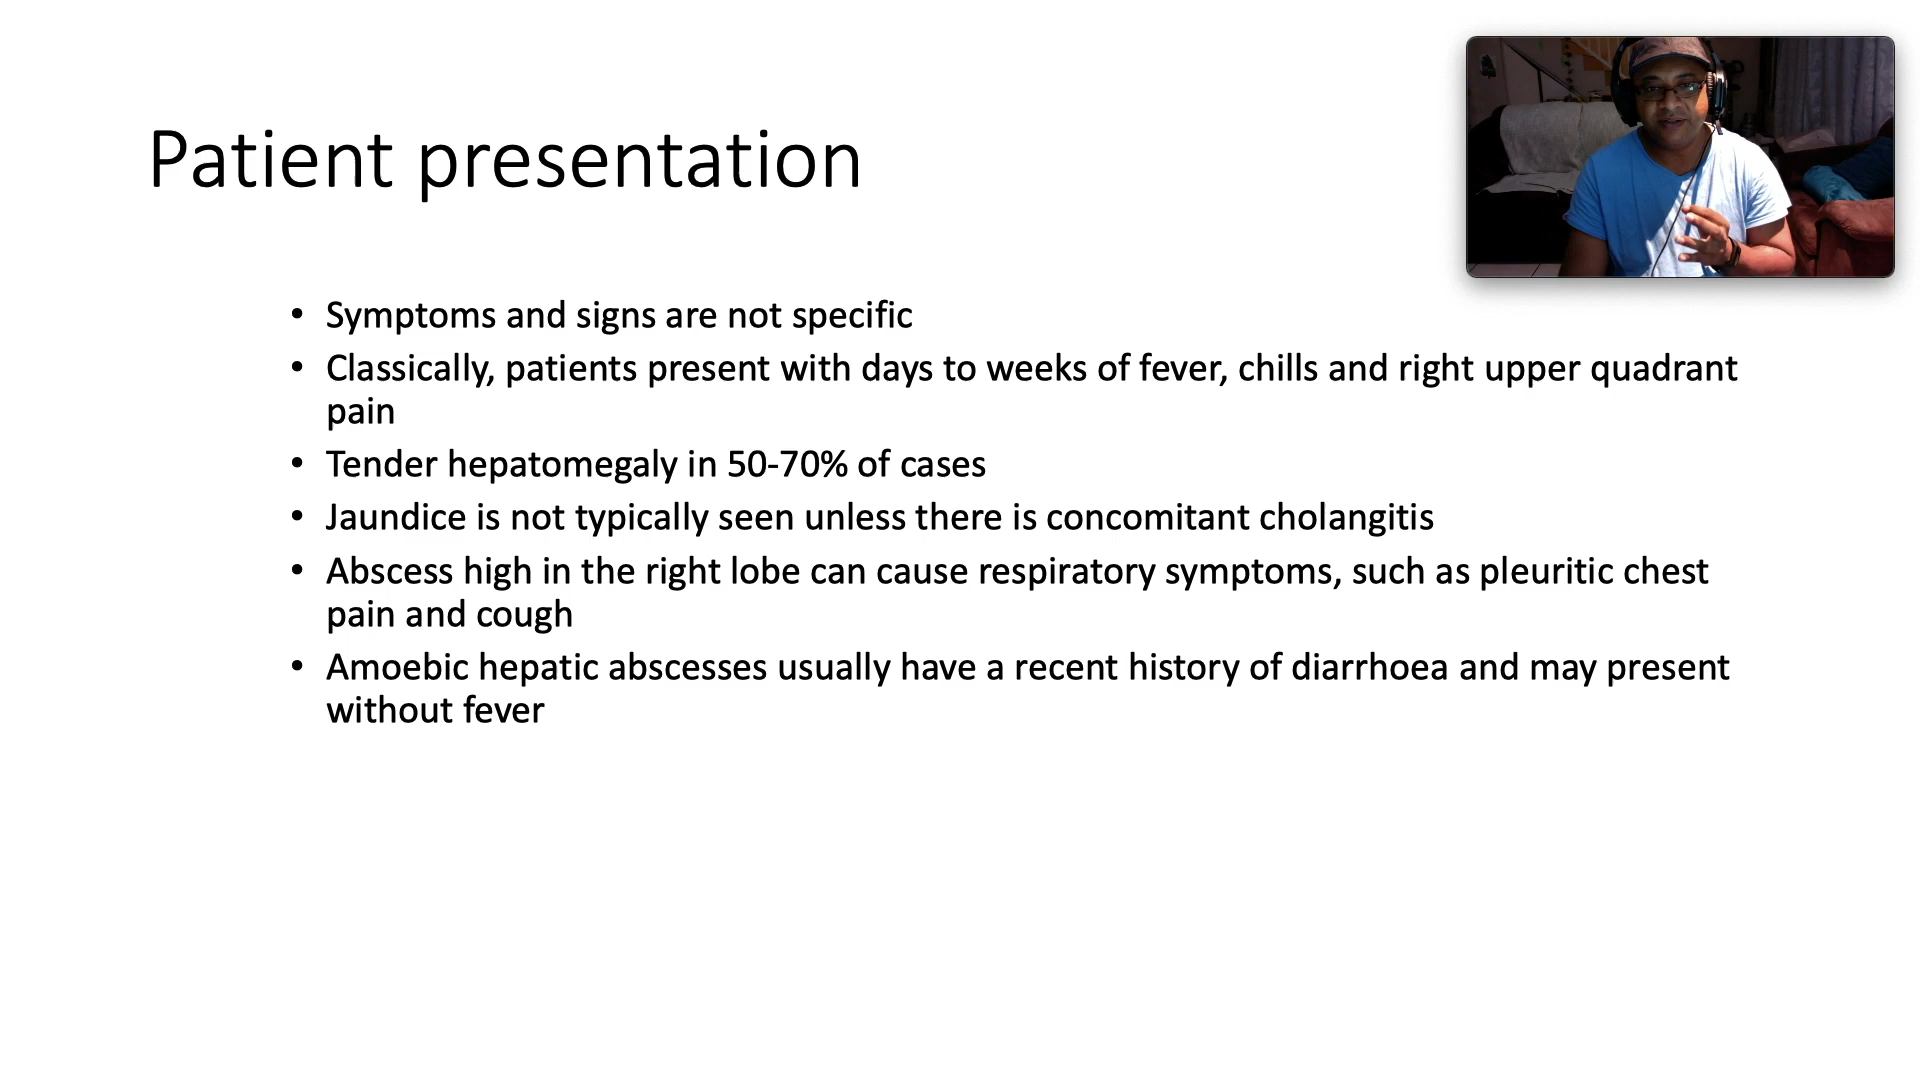 Patient presentation
• Symptoms and signs are not specific
• Classically, patients present with days to weeks of fever, chills and right upper quadrant
pain
• Tender hepatomegaly in 50-70% of cases
• Jaundice is not typically seen unless there is concomitant cholangitis
• Abscess high in the right lobe can cause respiratory symptoms, such as pleuritic chest
pain and cough
• Amoebic hepatic abscesses usually have a recent history of diarrhoea and may present
without fever